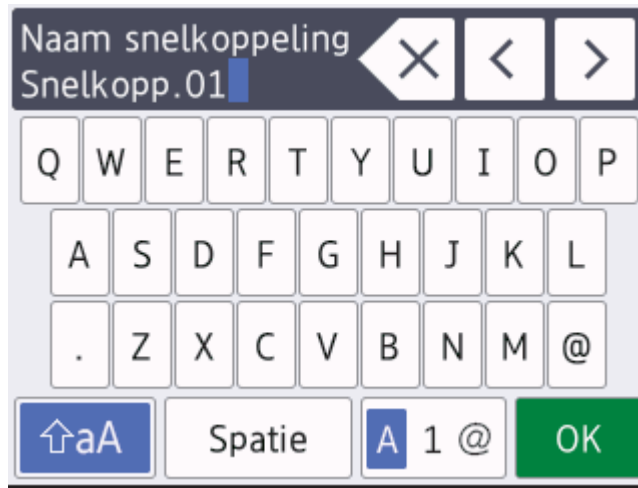 Naam snelkoppeling
Snelkopp.01
Q W E R T Y U I O P
A S D F G H J K L
. Z X C V B N M @
aA Spatie A 1 @ OK